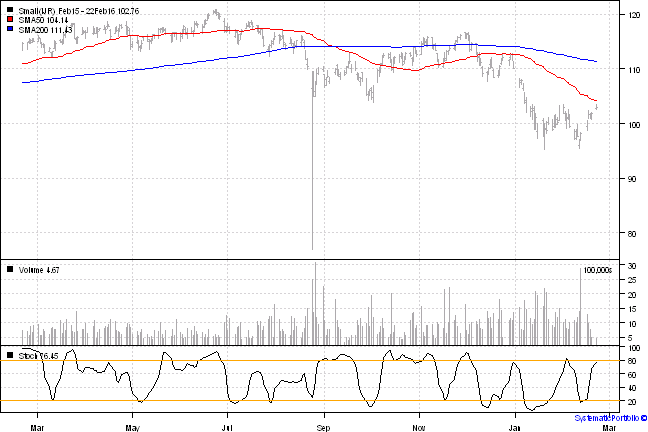 Small(IJR) Feb15 - 22Feb16 102.76
SMA50 104.14
SMA200 111.43
120
110
100
90
80
Volume 4.67
100,000s
30
25
20
15
10
5
Stoch 76.45
100
80
60
40
20
Mar May Jul Sep Nov Jan Mar
SystematicPortfolio ©